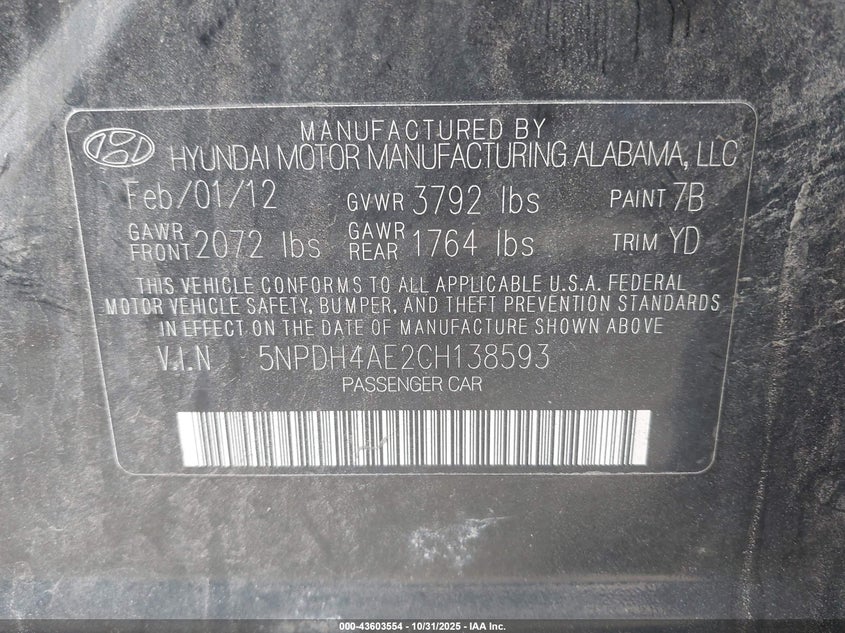 MANUFACTURED BY
HYUNDAI MOTOR MANUFACTURING ALABAMA, LLC
Feb/01/12 GVWR 3792 lbs PAINT 7B
GAWR FRONT 2072 lbs GAWR REAR 1764 lbs TRIM YD
THIS VEHICLE CONFORMS TO ALL APPLICABLE U.S.A. FEDERAL
MOTOR VEHICLE SAFETY, BUMPER, AND THEFT PREVENTION STANDARDS
IN EFFECT ON THE DATE OF MANUFACTURE SHOWN ABOVE
V.I.N 5NPDH4AE2CH138593
PASSENGER CAR
000-43603554 - 10/31/2025 - IAA Inc.